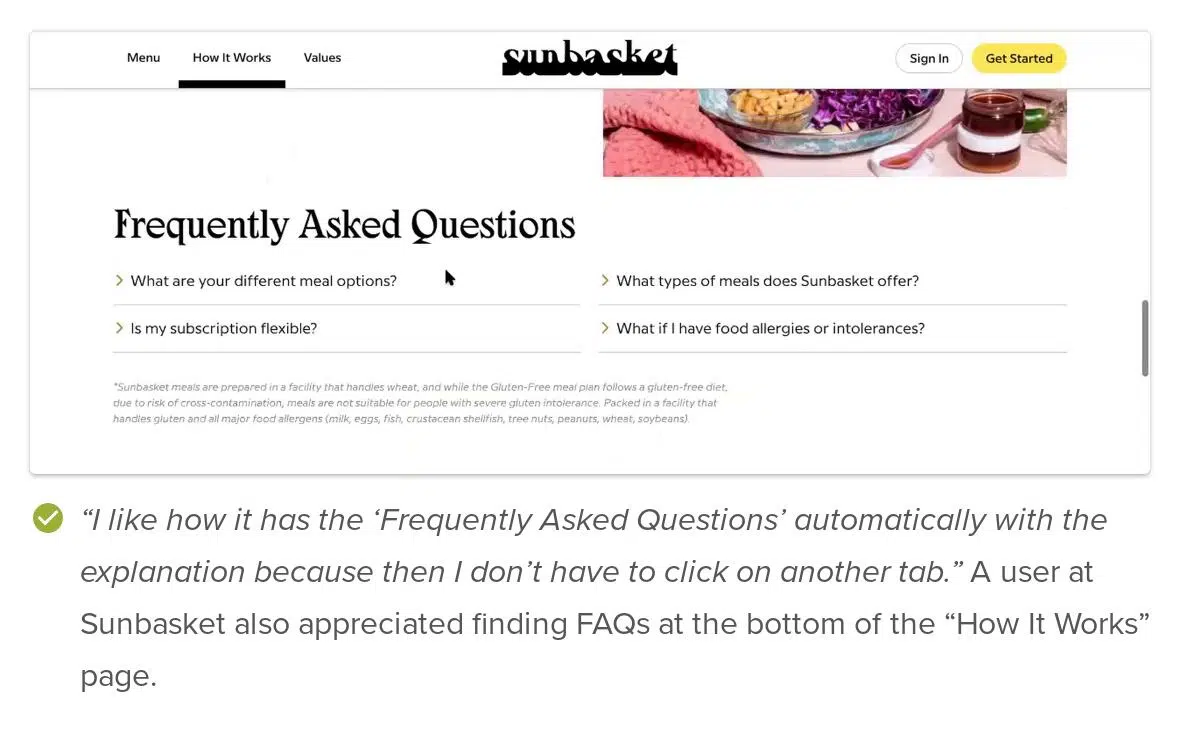 Menu How It Works Values sunbasket Sign In Get Started
Frequently Asked Questions
What are your different meal options? What types of meals does Sunbasket offer?
Is my subscription flexible? What if I have food allergies or intolerances?
*Sunbasket meals are prepared in a facility that handles wheat, and while the Gluten-Free meal plan follows a gluten-free diet,
due to risk of cross-contamination, meals are not suitable for people with severe gluten intolerance. Packed in a facility that
handles gluten and all major food allergens (milk, eggs, fish, crustacean shellfish, tree nuts, peanuts, wheat, soybeans).
“I like how it has the ‘Frequently Asked Questions’ automatically with the
explanation because then I don’t have to click on another tab.” A user at
Sunbasket also appreciated finding FAQs at the bottom of the “How It Works”
page.